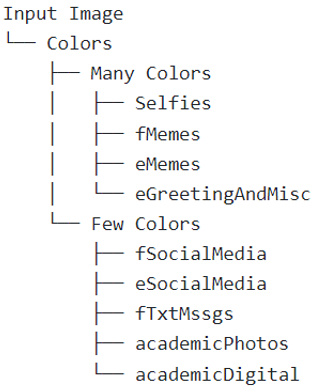 Input Image
└── Colors
    ├── Many Colors
    │   ├── Selfies
    │   ├── fMemes
    │   ├── eMemes
    │   └── eGreetingAndMisc
    └── Few Colors
        ├── fSocialMedia
        ├── eSocialMedia
        ├── fTxtMssgs
        ├── academicPhotos
        └── academicDigital